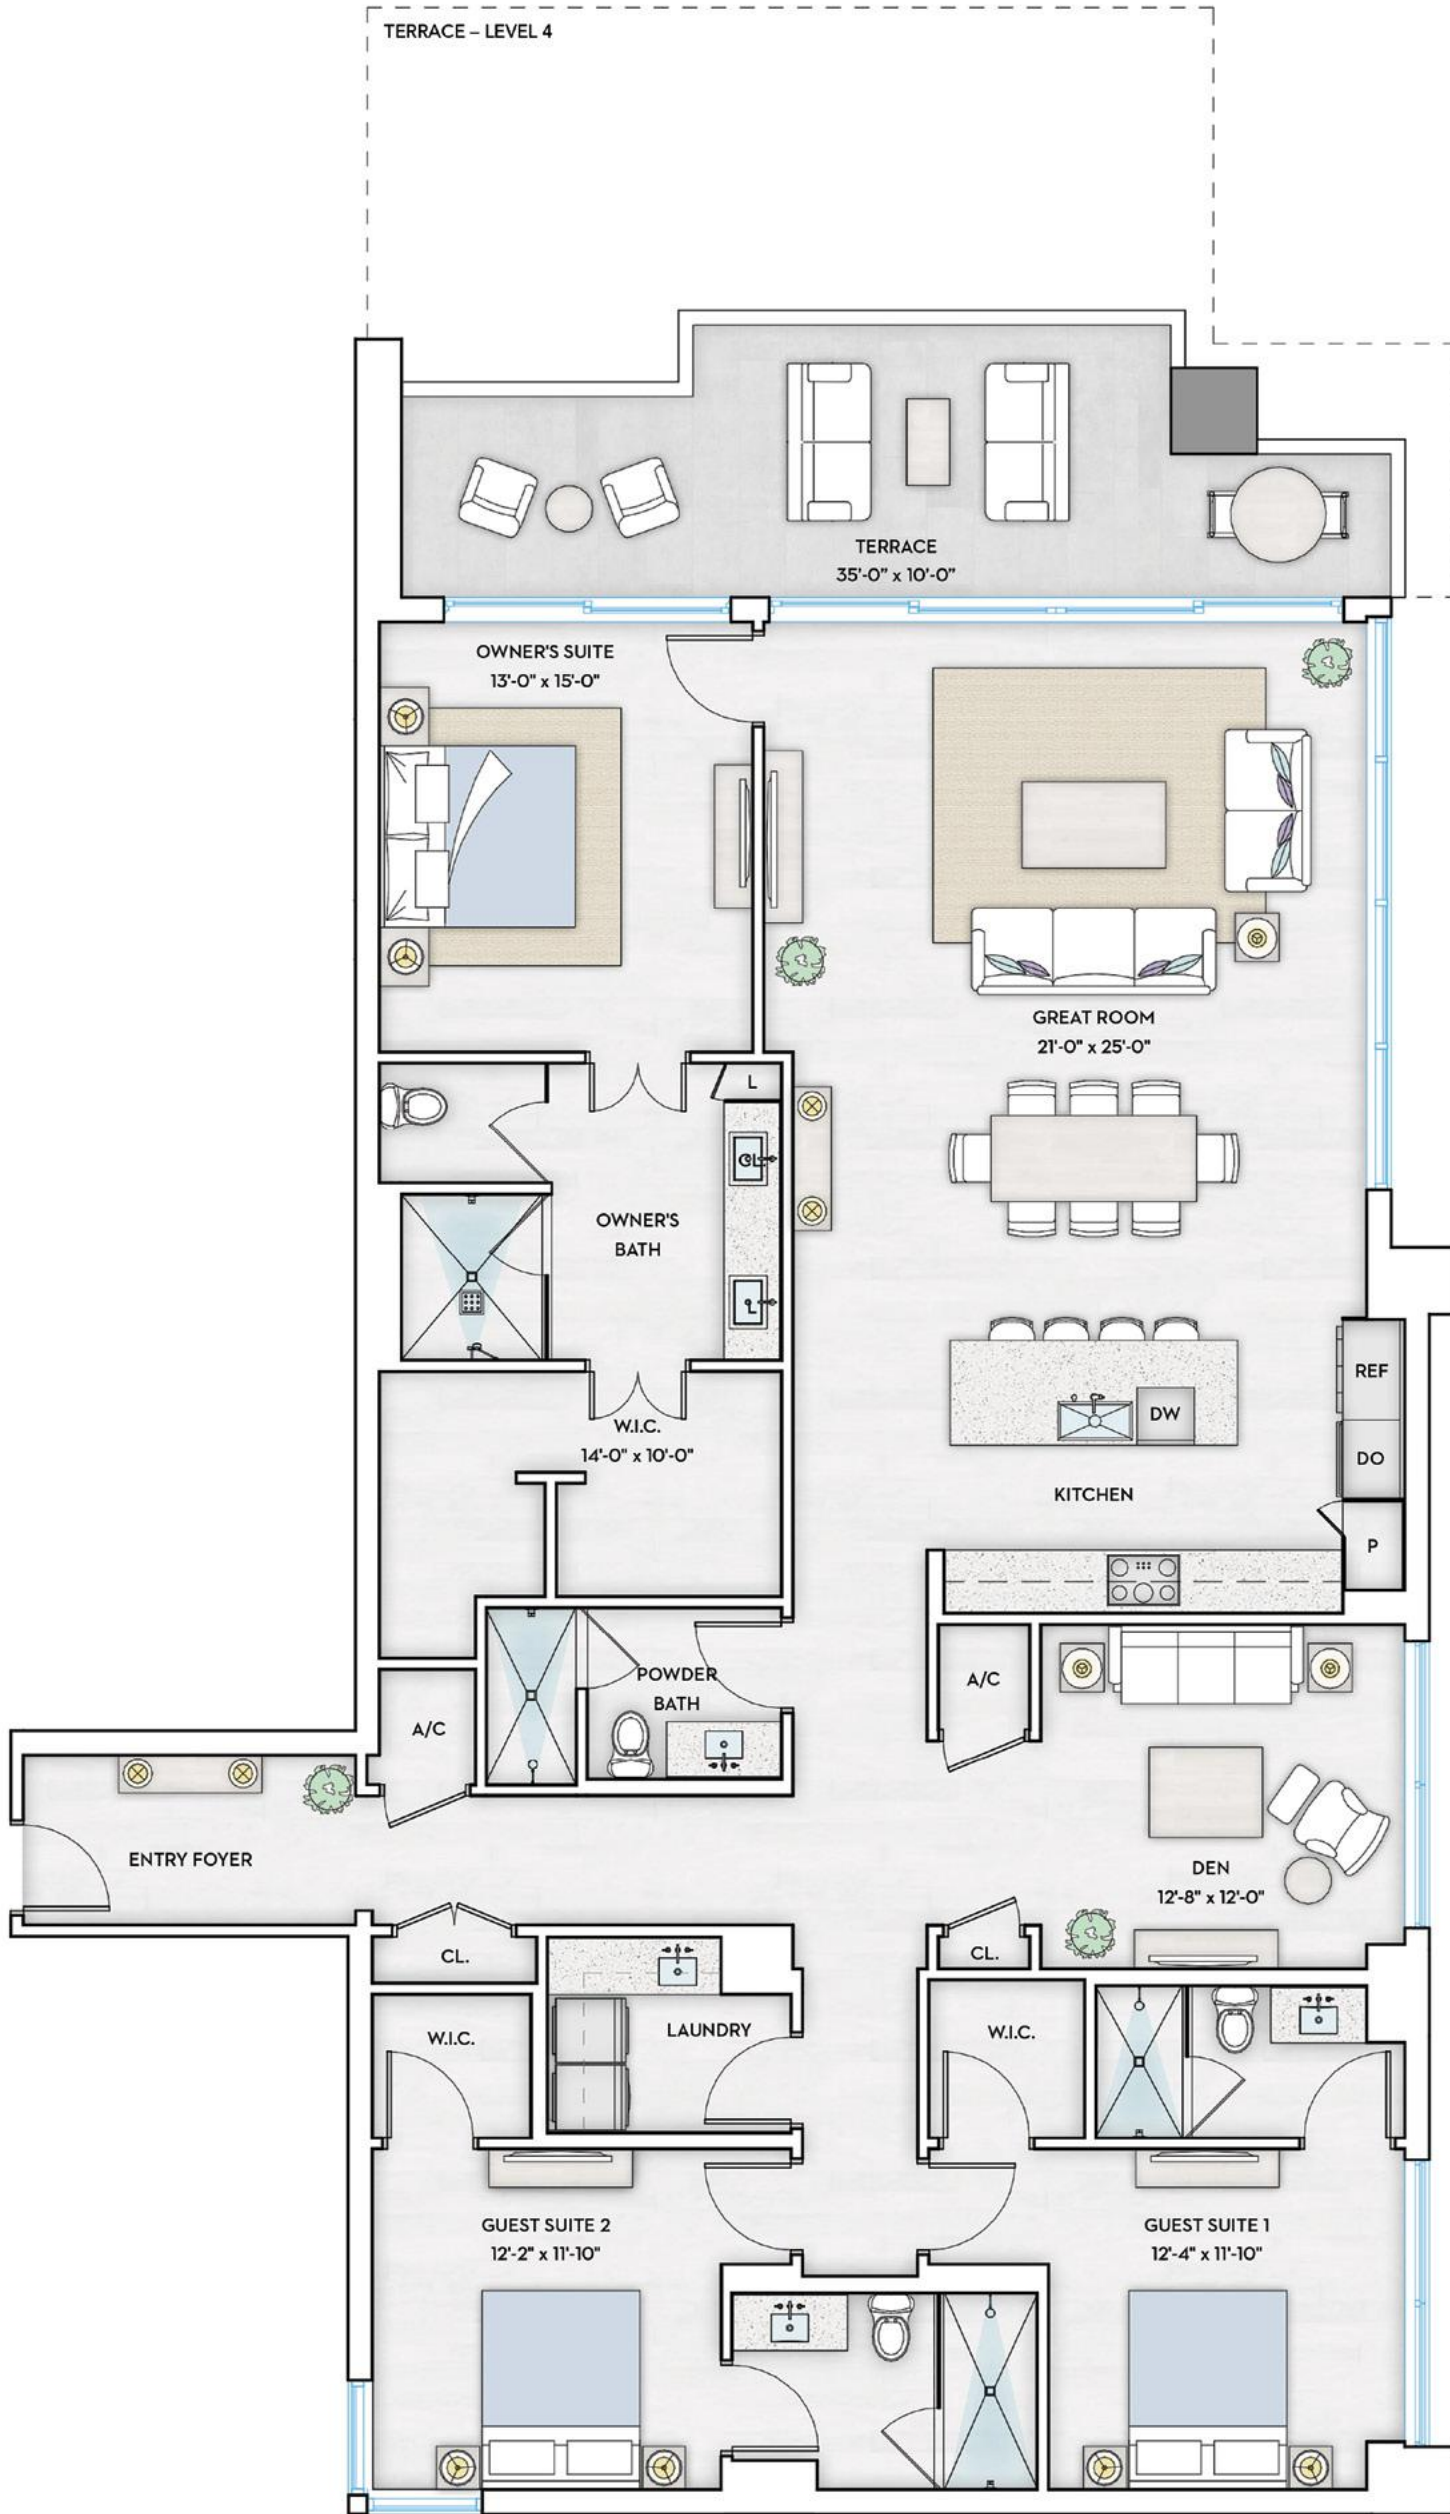 TERRACE – LEVEL 4
TERRACE
35'-0" x 10'-0"
OWNER'S SUITE
13'-0" x 15'-0"
GREAT ROOM
21'-0" x 25'-0"
L
CL.
OWNER'S
BATH
L
REF
DW
W.I.C.
14'-0" x 10'-0"
DO
KITCHEN
P
POWDER
BATH
A/C
A/C
ENTRY FOYER
DEN
12'-8" x 12'-0"
CL.
CL.
LAUNDRY
W.I.C.
W.I.C.
GUEST SUITE 2
12'-2" x 11'-10"
GUEST SUITE 1
12'-4" x 11'-10"